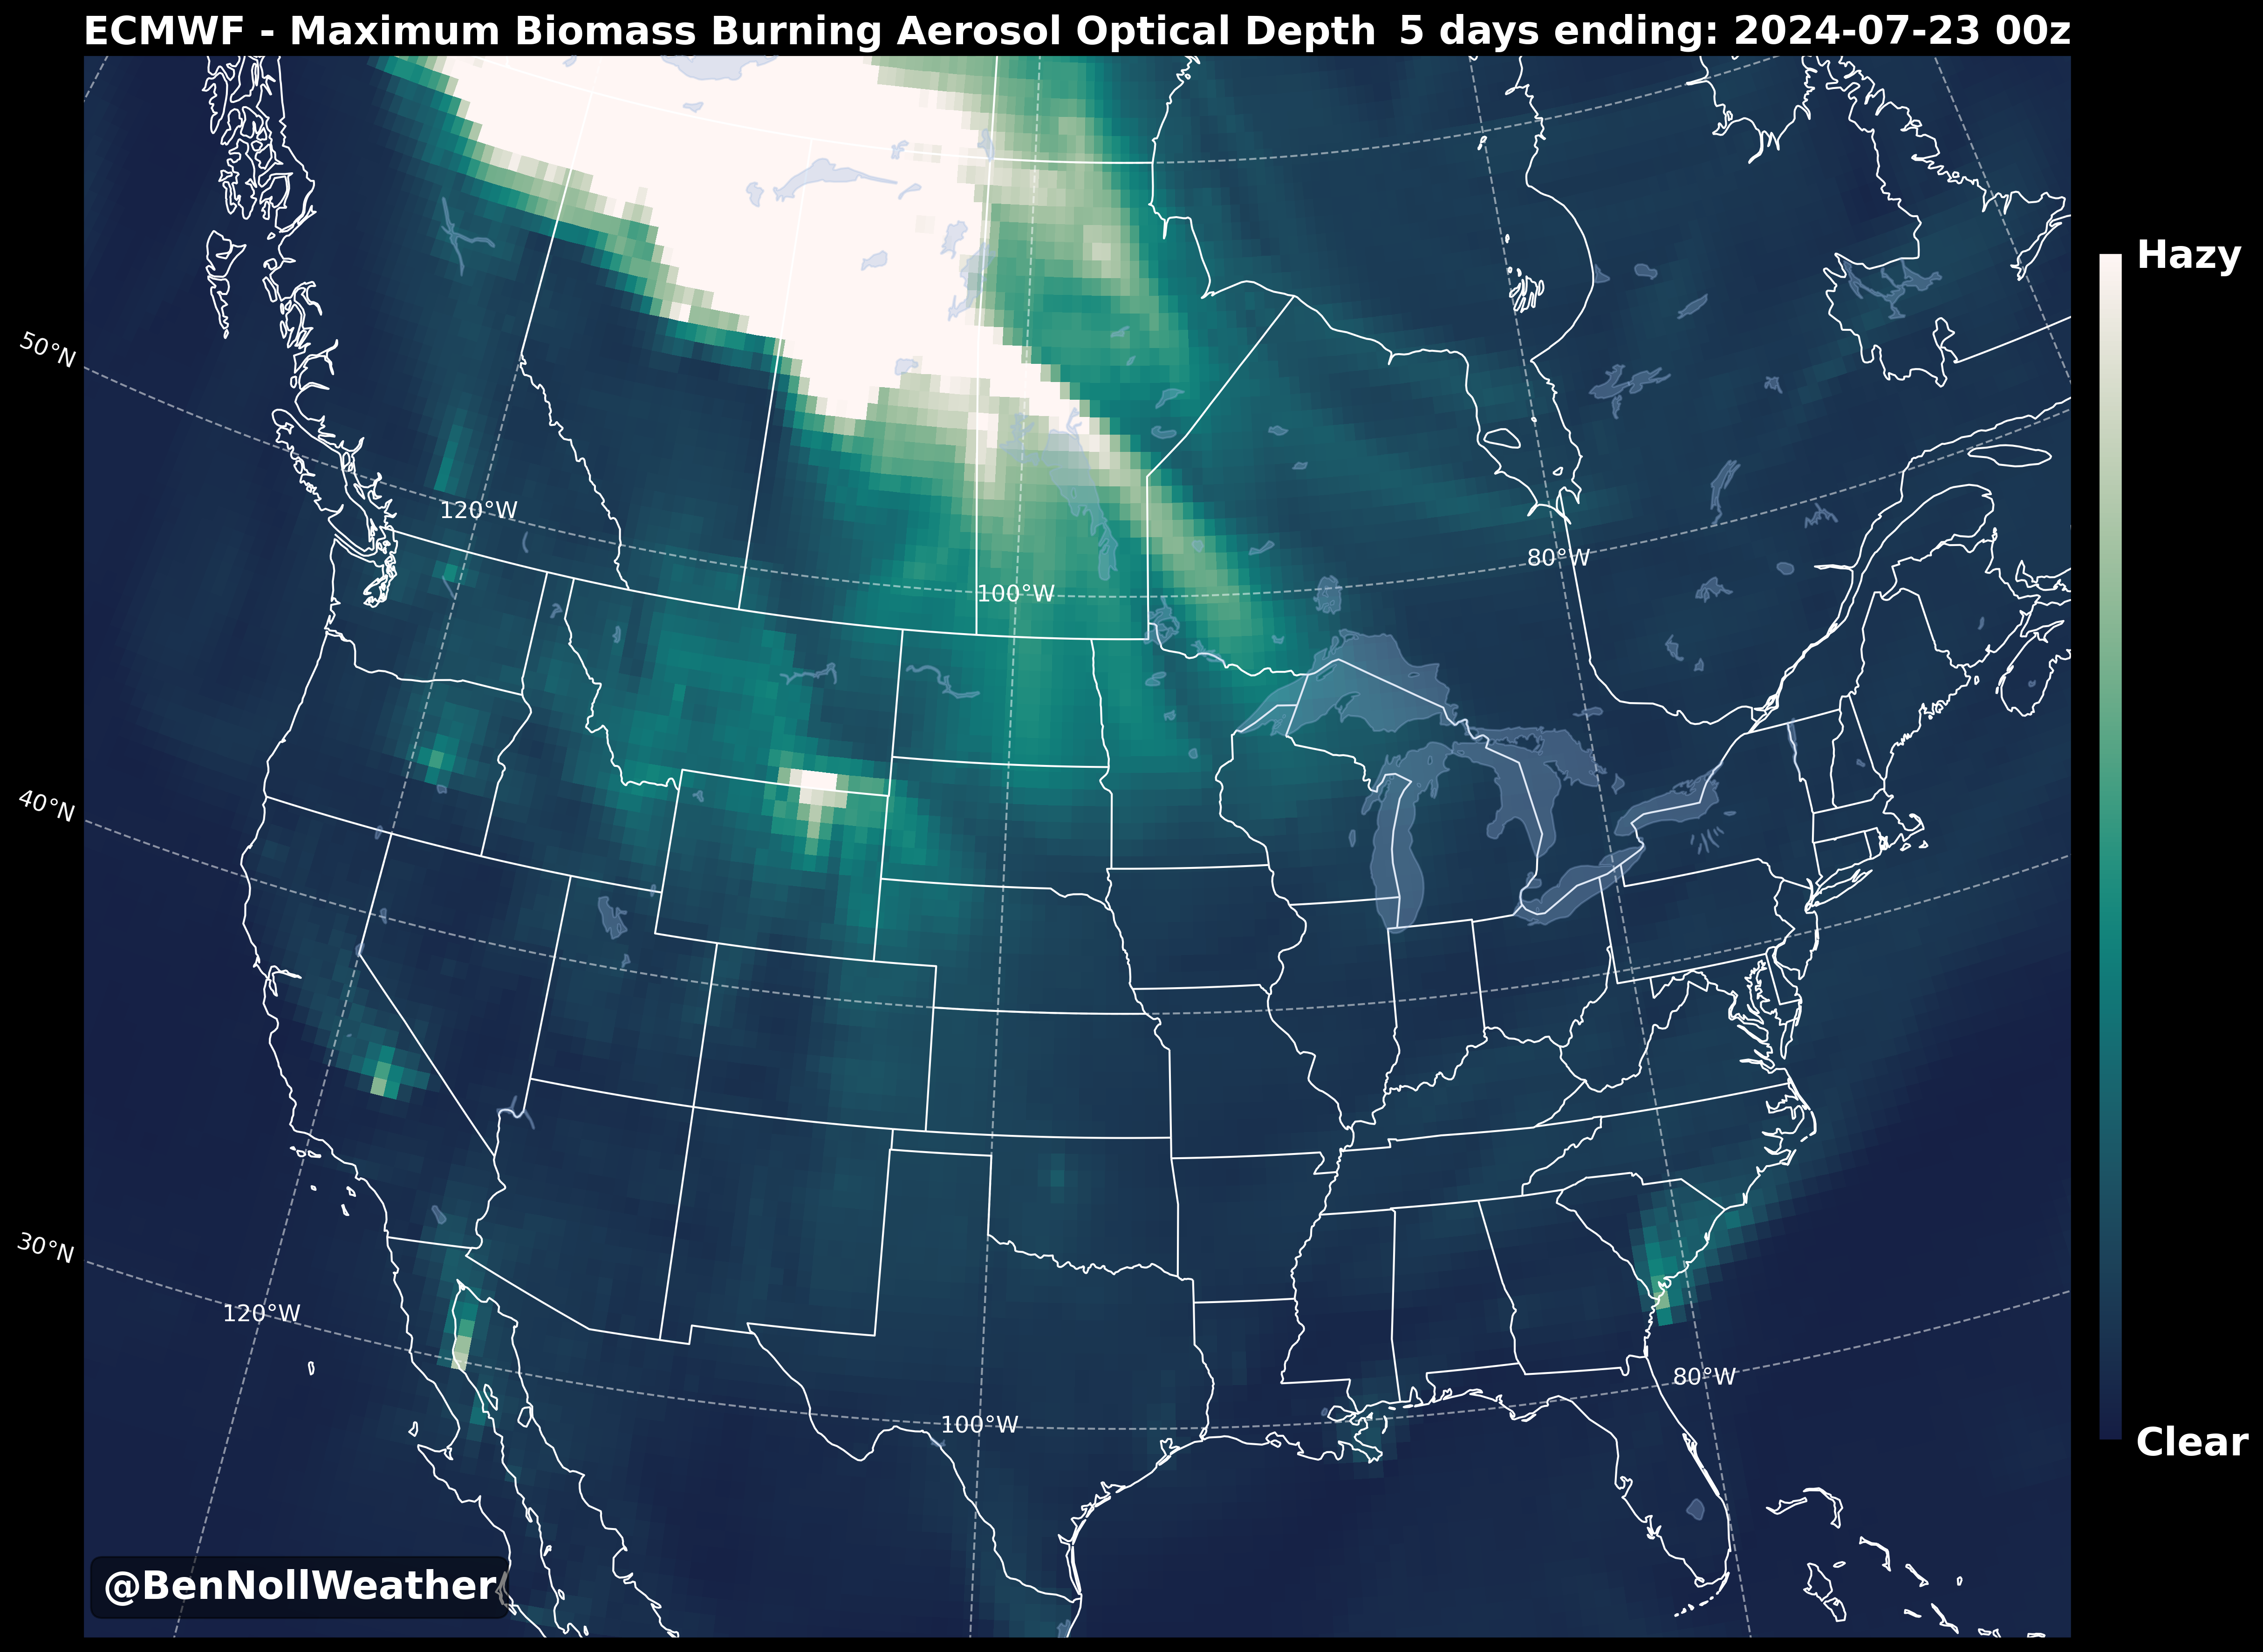 ECMWF - Maximum Biomass Burning Aerosol Optical Depth 5 days ending: 2024-07-23 00z
Hazy
50°N
120°W
80°W
100°W
40°N
30°N
120°W
80°W
100°W
Clear
@BenNollWeather